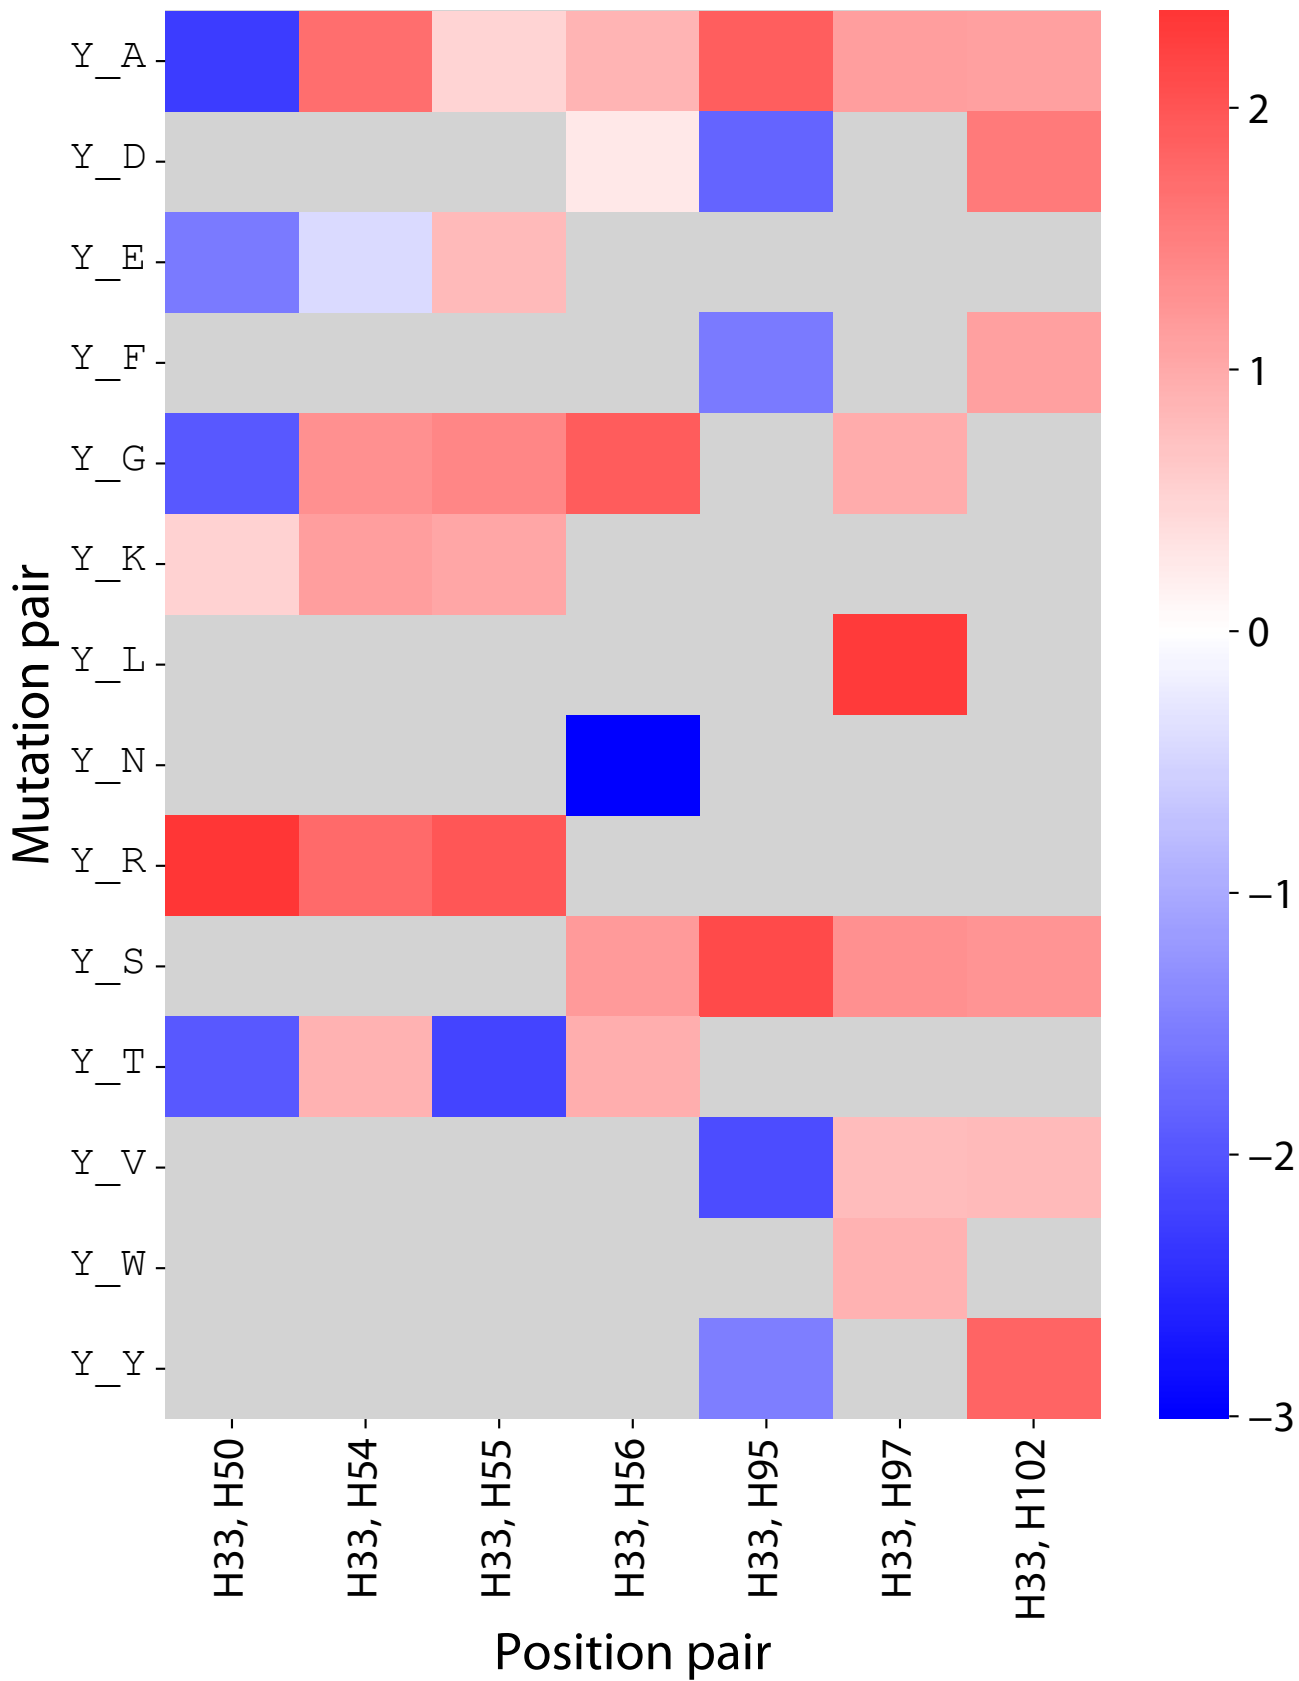 Mutation pair
Y_A
Y_D
Y_E
Y_F
Y_G
Y_K
Y_L
Y_N
Y_R
Y_S
Y_T
Y_V
Y_W
Y_Y
H33, H50
H33, H54
H33, H55
H33, H56
H33, H95
H33, H97
H33, H102
Position pair
2
1
0
−1
−2
−3